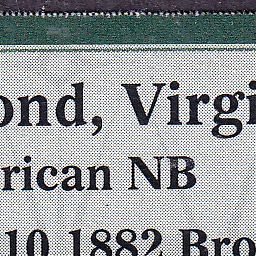 ond, Virgi
rican NB
10 1882 Bro